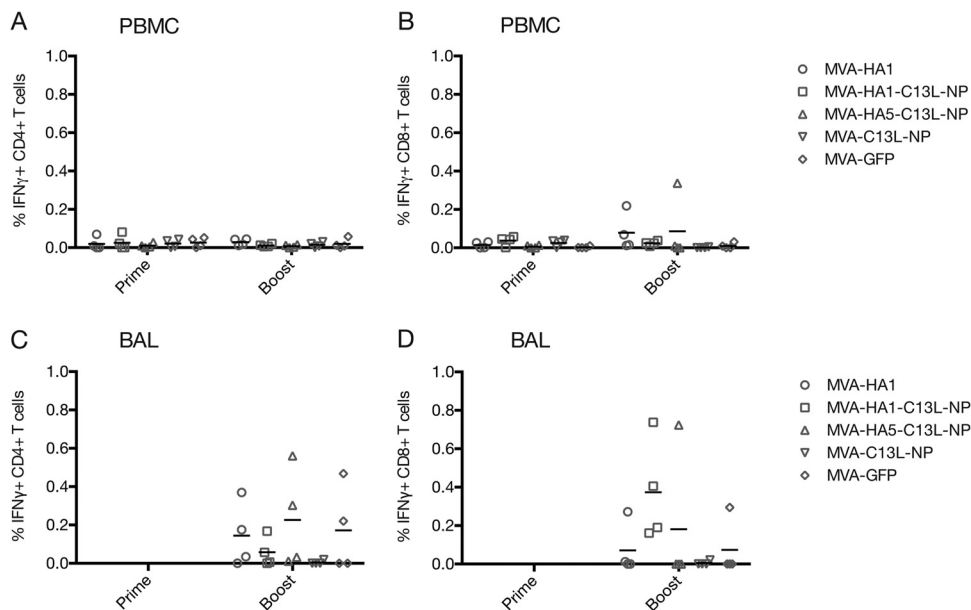 A PBMC
% IFNγ+ CD4+ T cells
1.0
0.8
0.6
0.4
0.2
0.0
Prime
Boost
B PBMC
% IFNγ+ CD8+ T cells
1.0
0.8
0.6
0.4
0.2
0.0
Prime
Boost
MVA-HA1
MVA-HA1-C13L-NP
MVA-HA5-C13L-NP
MVA-C13L-NP
MVA-GFP
C BAL
% IFNγ+ CD4+ T cells
1.0
0.8
0.6
0.4
0.2
0.0
Prime
Boost
D BAL
% IFNγ+ CD8+ T cells
1.0
0.8
0.6
0.4
0.2
0.0
Prime
Boost
MVA-HA1
MVA-HA1-C13L-NP
MVA-HA5-C13L-NP
MVA-C13L-NP
MVA-GFP